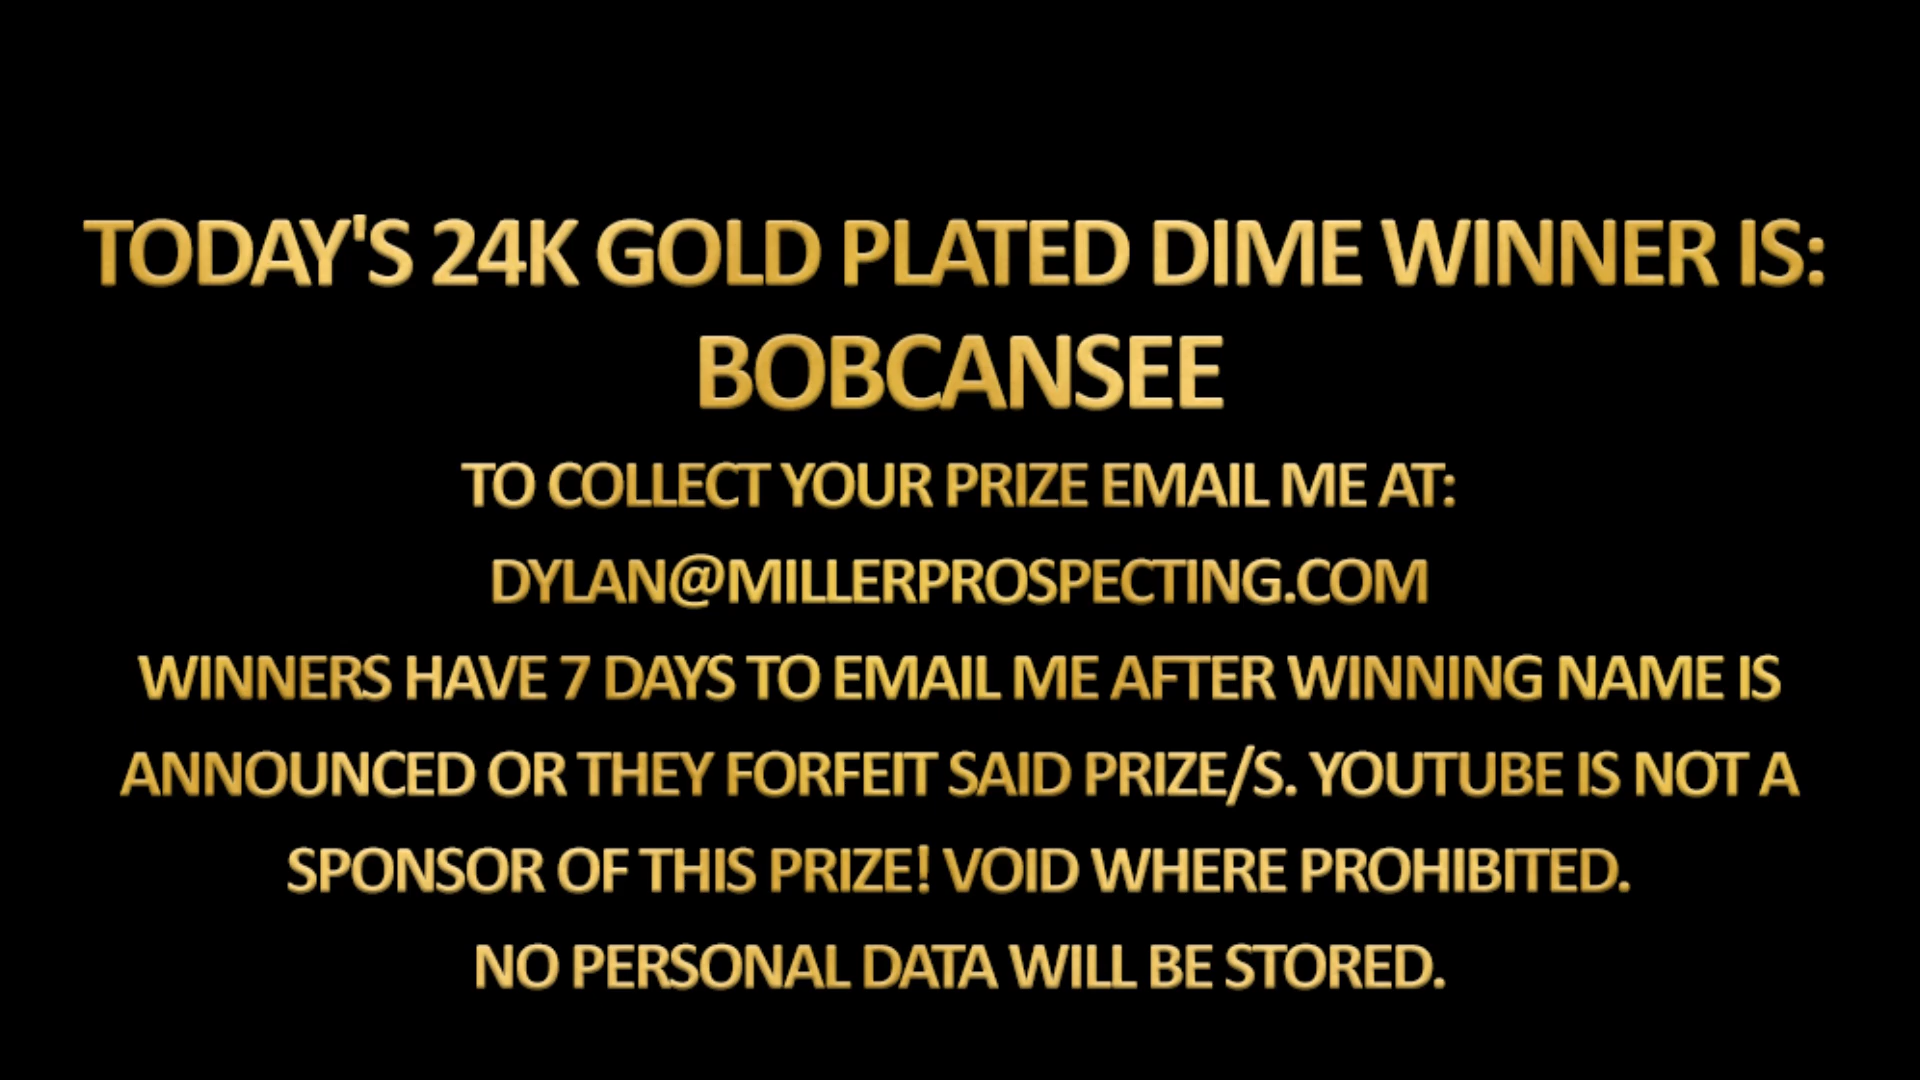 TODAY'S 24K GOLD PLATED DIME WINNER IS:
BOBCANSEE
TO COLLECT YOUR PRIZE EMAIL ME AT:
DYLAN@MILLERPROSPECTING.COM
WINNERS HAVE 7 DAYS TO EMAIL ME AFTER WINNING NAME IS
ANNOUNCED OR THEY FORFEIT SAID PRIZE/S. YOUTUBE IS NOT A
SPONSOR OF THIS PRIZE! VOID WHERE PROHIBITED.
NO PERSONAL DATA WILL BE STORED.